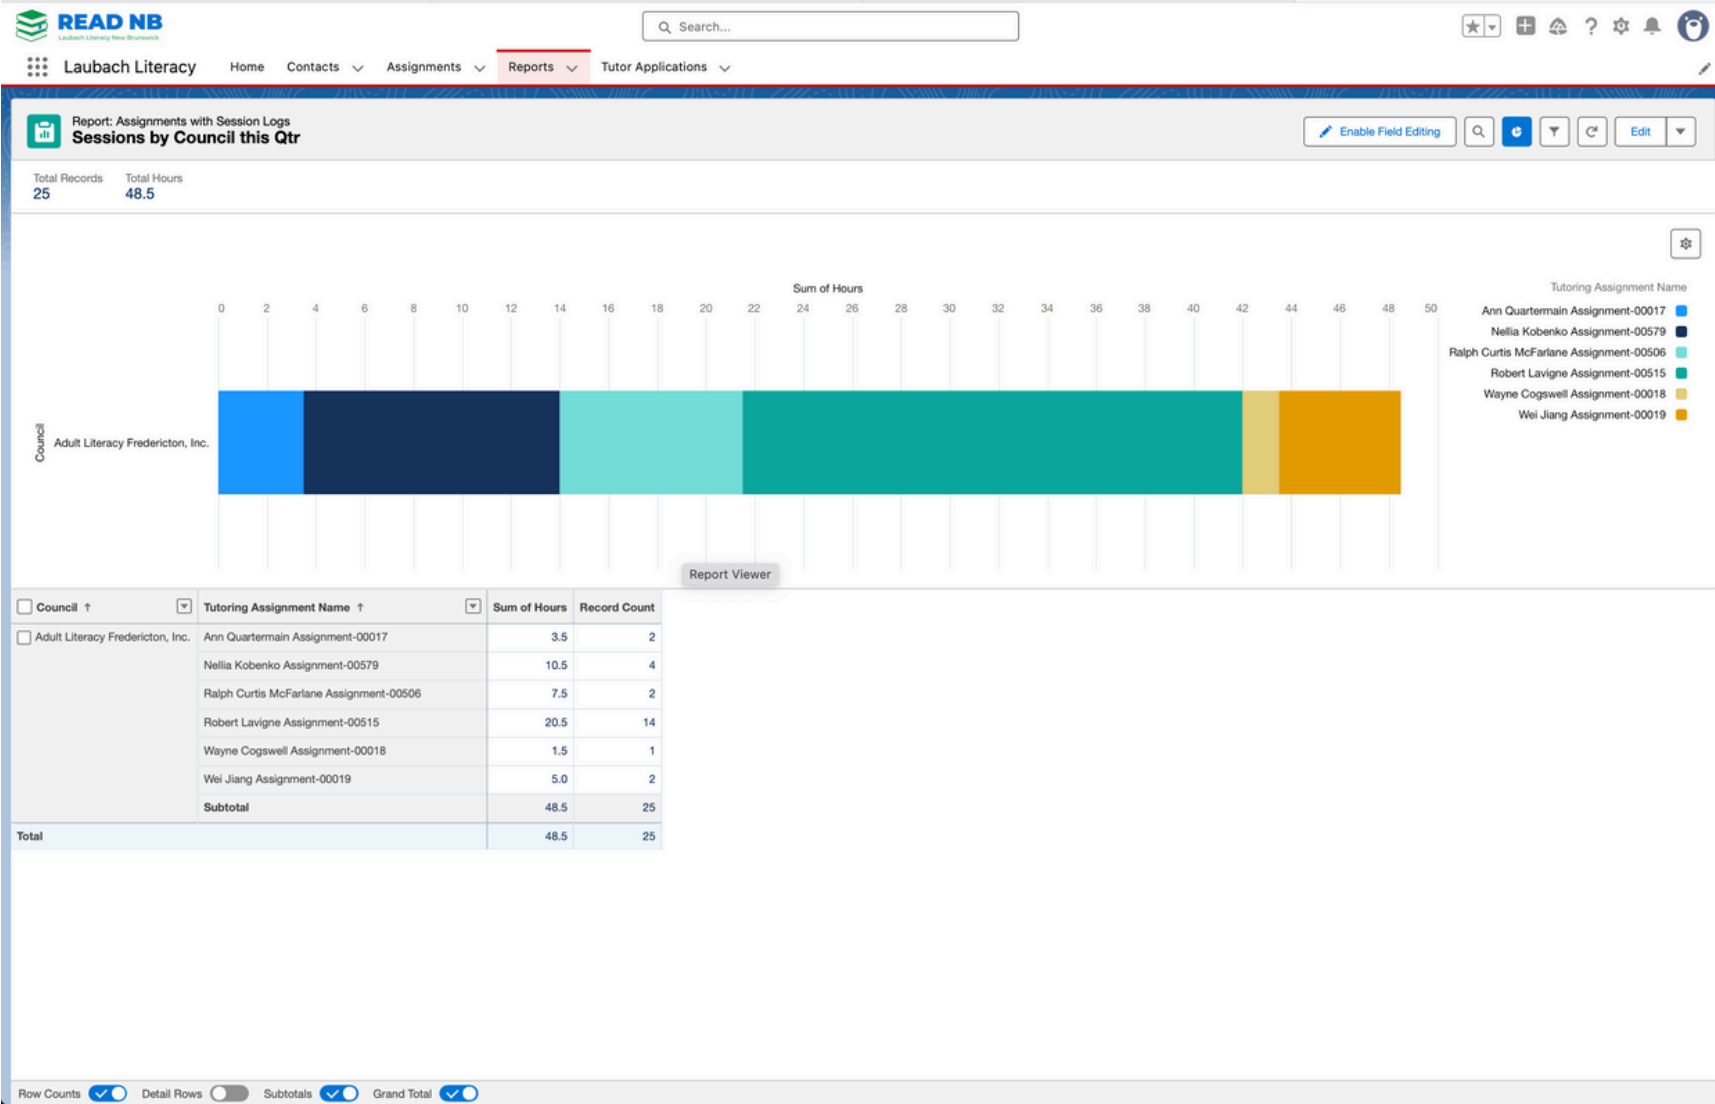 READ NB
Laubach Literacy New Brunswick
Search...
Laubach Literacy
Home
Contacts
Assignments
Reports
Tutor Applications
Report: Assignments with Session Logs
Sessions by Council this Qtr
Enable Field Editing
Edit
Total Records
Total Hours
25
48.5
Sum of Hours
0 2 4 6 8 10 12 14 16 18 20 22 24 26 28 30 32 34 36 38 40 42 44 46 48 50
Council
Adult Literacy Fredericton, Inc.
Tutoring Assignment Name
Ann Quartermain Assignment-00017
Nellia Kobenko Assignment-00579
Ralph Curtis McFarlane Assignment-00506
Robert Lavigne Assignment-00515
Wayne Cogswell Assignment-00018
Wei Jiang Assignment-00019
Report Viewer
Council ↑ Tutoring Assignment Name ↑ Sum of Hours Record Count
Adult Literacy Fredericton, Inc. Ann Quartermain Assignment-00017 3.5 2
Nellia Kobenko Assignment-00579 10.5 4
Ralph Curtis McFarlane Assignment-00506 7.5 2
Robert Lavigne Assignment-00515 20.5 14
Wayne Cogswell Assignment-00018 1.5 1
Wei Jiang Assignment-00019 5.0 2
Subtotal 48.5 25
Total 48.5 25
Row Counts Detail Rows Subtotals Grand Total